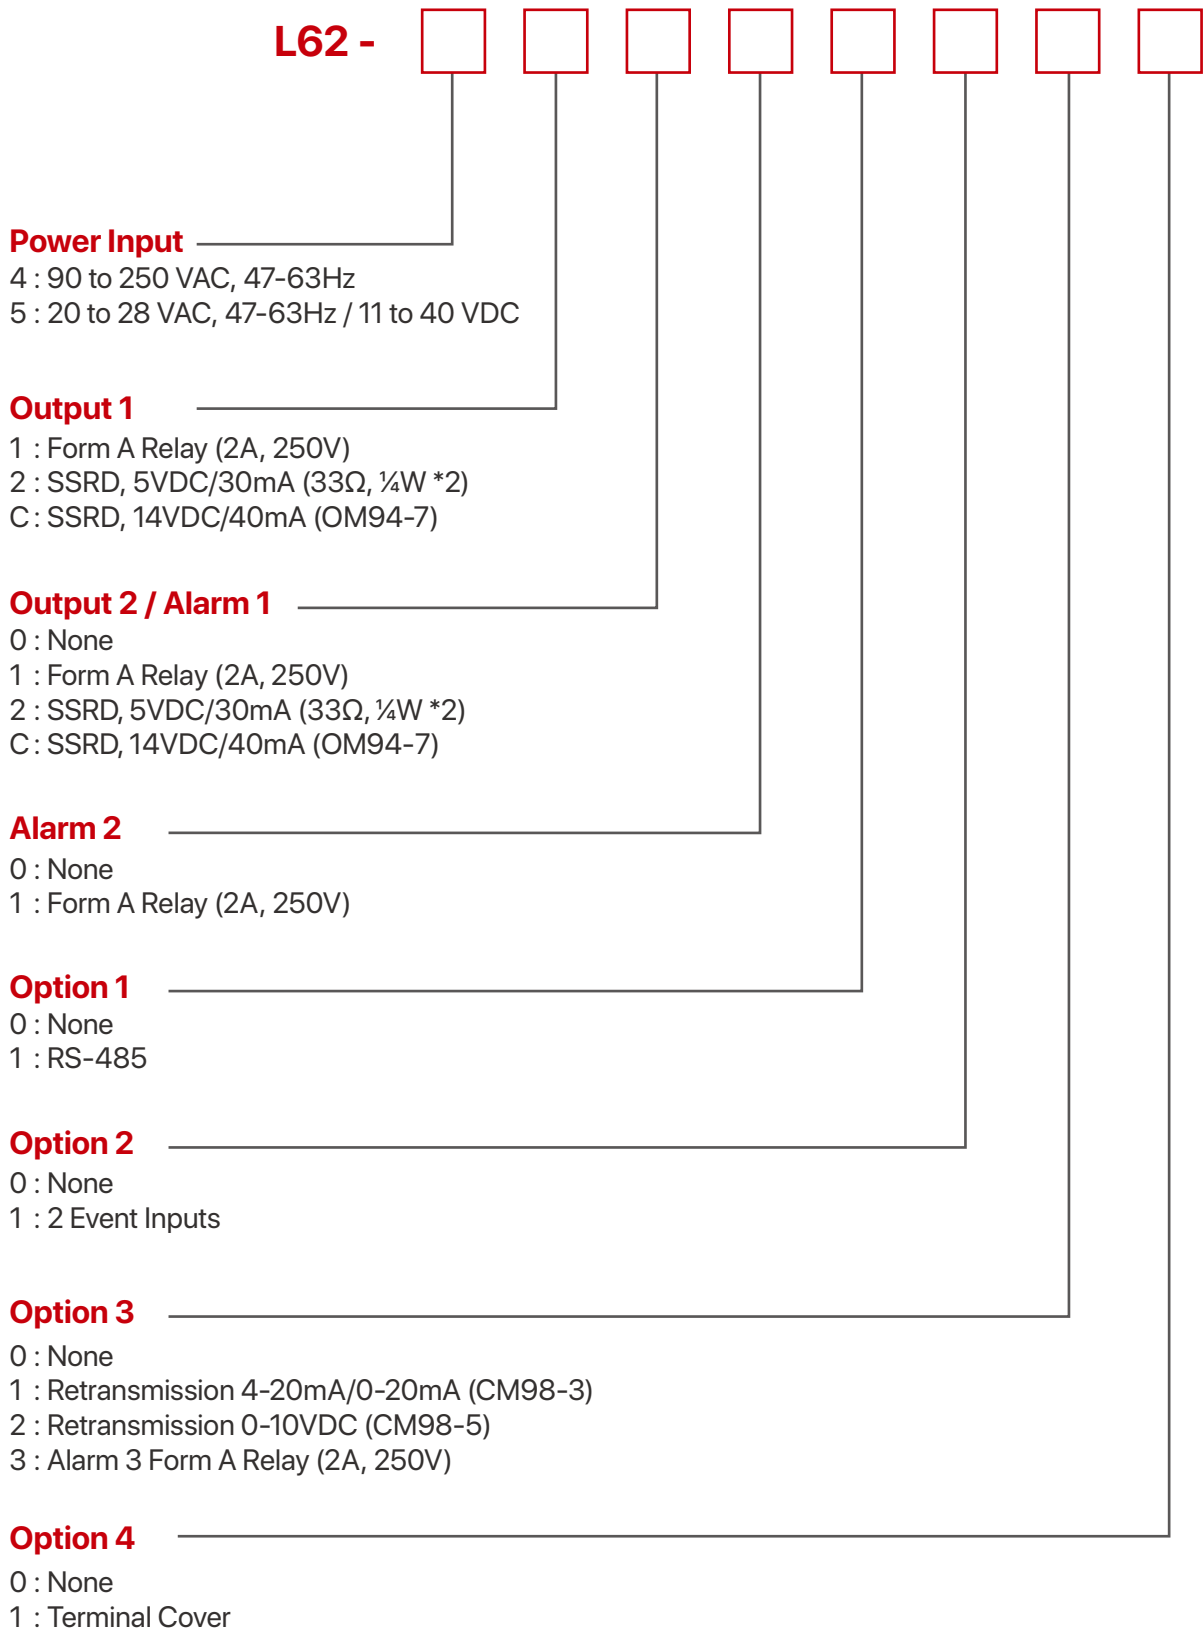 L62 -
Power Input
4 : 90 to 250 VAC, 47-63Hz
5 : 20 to 28 VAC, 47-63Hz / 11 to 40 VDC
Output 1
1 : Form A Relay (2A, 250V)
2 : SSRD, 5VDC/30mA (33Ω, ¼W *2)
C : SSRD, 14VDC/40mA (OM94-7)
Output 2 / Alarm 1
0 : None
1 : Form A Relay (2A, 250V)
2 : SSRD, 5VDC/30mA (33Ω, ¼W *2)
C : SSRD, 14VDC/40mA (OM94-7)
Alarm 2
0 : None
1 : Form A Relay (2A, 250V)
Option 1
0 : None
1 : RS-485
Option 2
0 : None
1 : 2 Event Inputs
Option 3
0 : None
1 : Retransmission 4-20mA/0-20mA (CM98-3)
2 : Retransmission 0-10VDC (CM98-5)
3 : Alarm 3 Form A Relay (2A, 250V)
Option 4
0 : None
1 : Terminal Cover